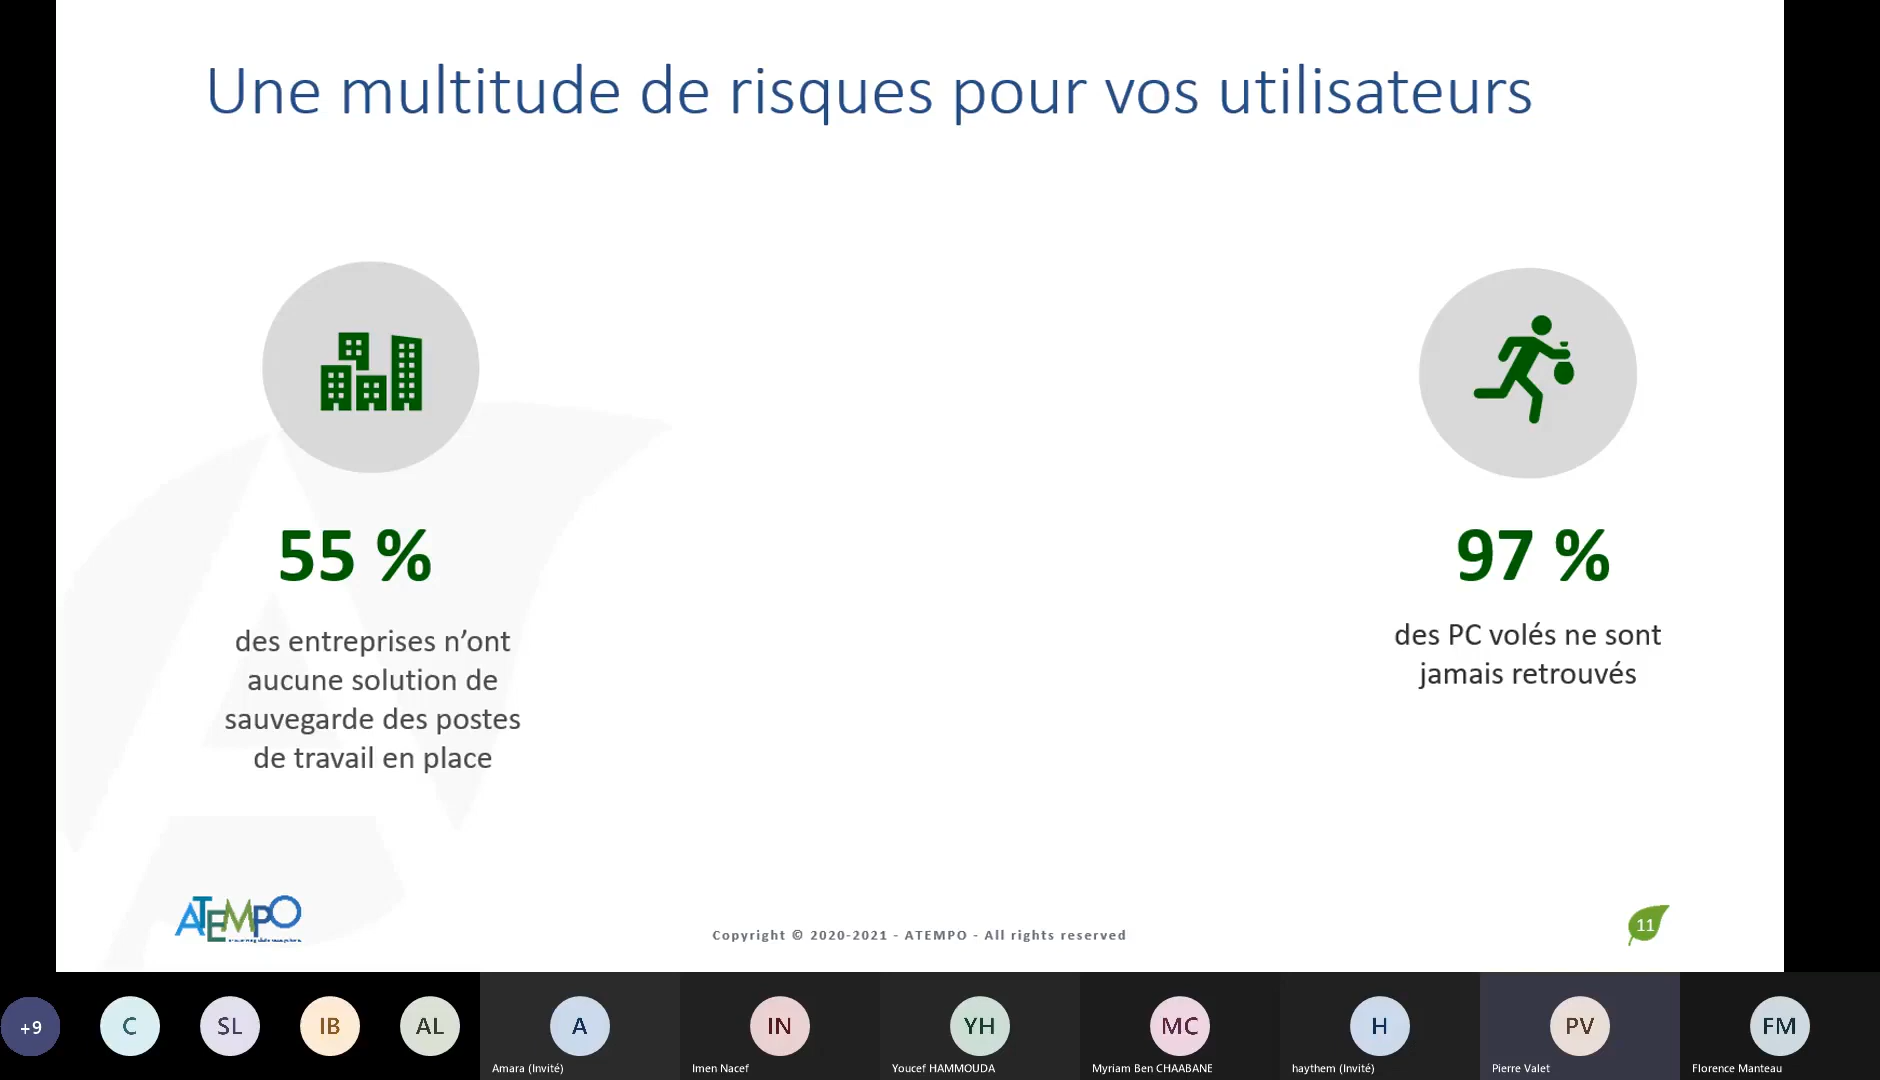 Une multitude de risques pour vos utilisateurs
55 %
des entreprises n’ont
aucune solution de
sauvegarde des postes
de travail en place
97 %
des PC volés ne sont
jamais retrouvés
ATEMPO
Copyright © 2020-2021 - ATEMPO - All rights reserved
11
+9
C
SL
IB
AL
A
Amara (Invité)
IN
Imen Nacef
YH
Youcef HAMMOUDA
MC
Myriam Ben CHAABANE
H
haythem (Invité)
PV
Pierre Valet
FM
Florence Manteau